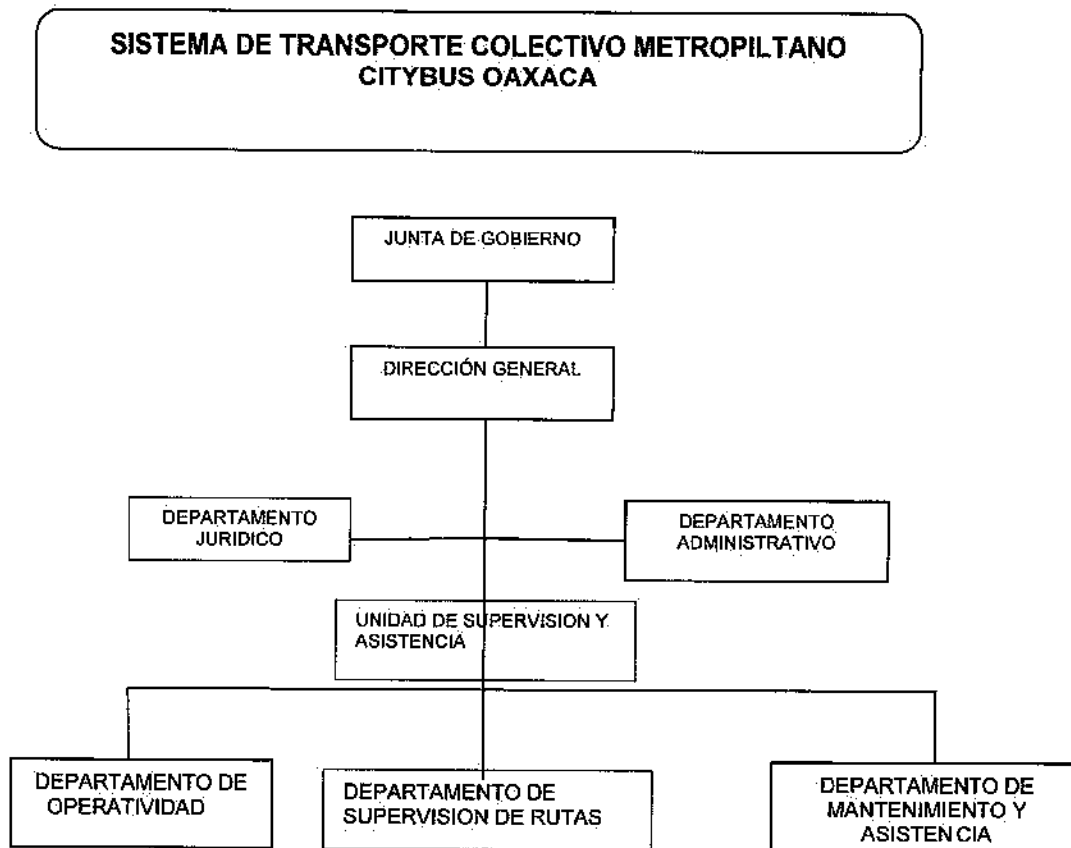 SISTEMA DE TRANSPORTE COLECTIVO METROPILTANO
CITYBUS OAXACA
JUNTA DE GOBIERNO
DIRECCIÓN GENERAL
DEPARTAMENTO
JURIDICO
DEPARTAMENTO
ADMINISTRATIVO
UNIDAD DE SUPERVISION Y
ASISTENCIA
DEPARTAMENTO DE
OPERATIVIDAD
DEPARTAMENTO DE
SUPERVISION DE RUTAS
DEPARTAMENTO DE
MANTENIMIENTO Y
ASISTENCIA